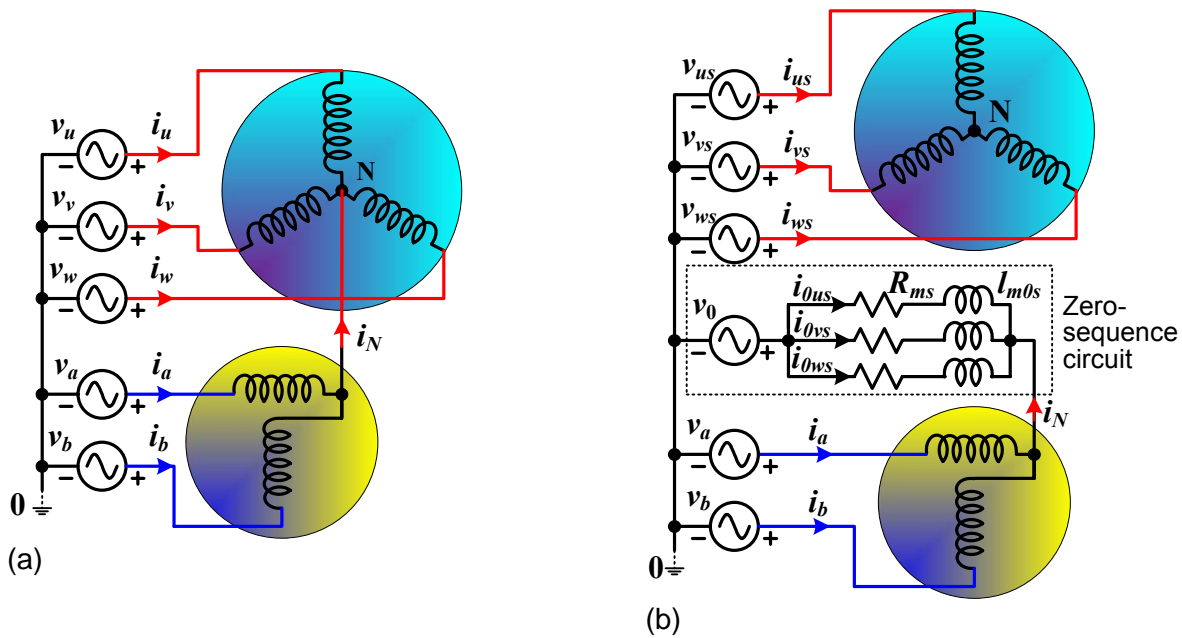 v_u
i_u
N
v_v
i_v
v_w
i_w
i_N
v_a
i_a
v_b
i_b
0
(a)
v_us
i_us
N
v_vs
i_vs
v_ws
i_ws
i_0us
R_ms
l_m0s
v_0
i_0vs
i_0ws
Zero-
sequence
circuit
i_N
v_a
i_a
v_b
i_b
0
(b)